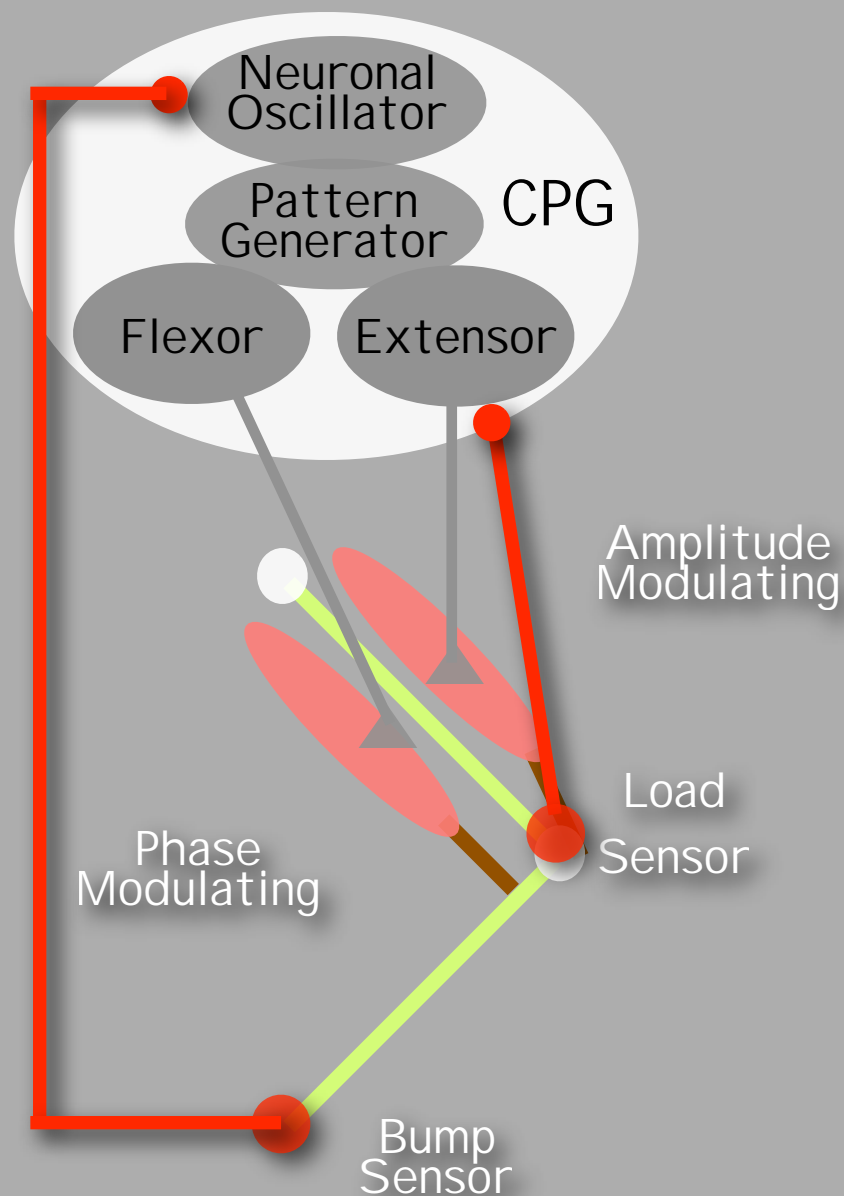 Neuronal
Oscillator
Pattern
Generator
CPG
Flexor
Extensor
Amplitude
Modulating
Load
Sensor
Phase
Modulating
Bump
Sensor